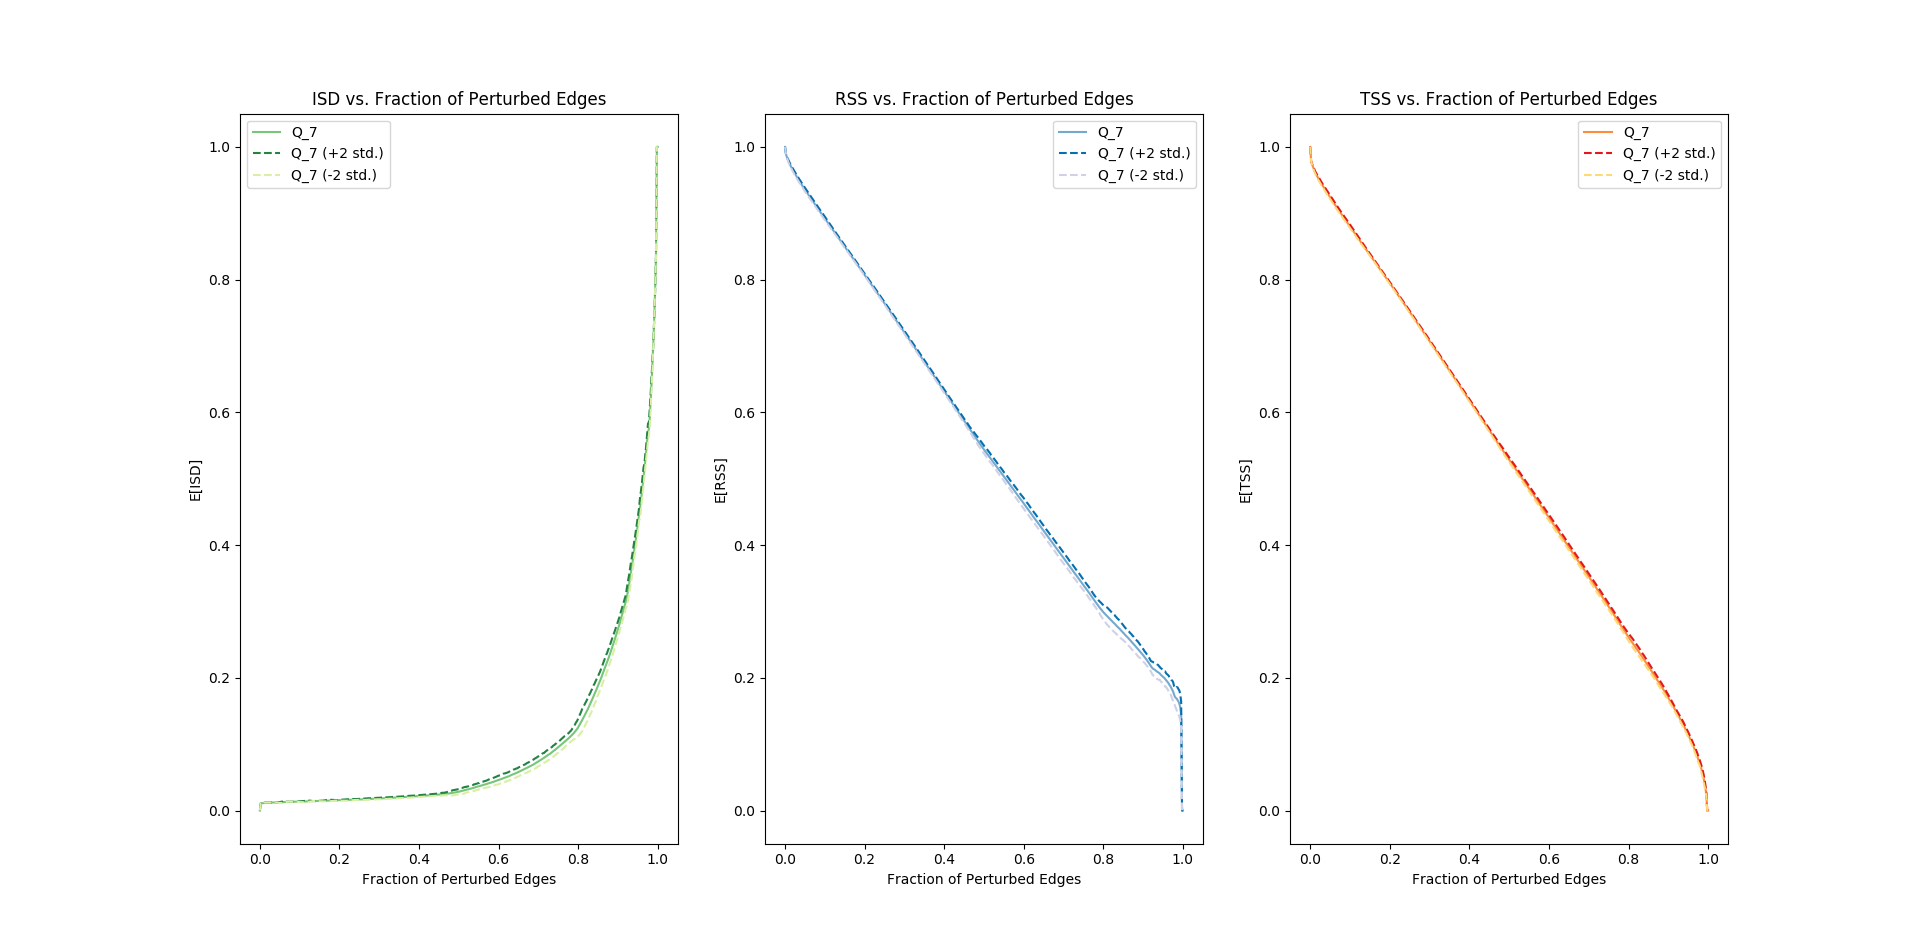 ISD vs. Fraction of Perturbed Edges
Q_7
Q_7 (+2 std.)
Q_7 (-2 std.)
E[ISD]
1.0
0.8
0.6
0.4
0.2
0.0
0.0 0.2 0.4 0.6 0.8 1.0
Fraction of Perturbed Edges
RSS vs. Fraction of Perturbed Edges
Q_7
Q_7 (+2 std.)
Q_7 (-2 std.)
E[RSS]
1.0
0.8
0.6
0.4
0.2
0.0
0.0 0.2 0.4 0.6 0.8 1.0
Fraction of Perturbed Edges
TSS vs. Fraction of Perturbed Edges
Q_7
Q_7 (+2 std.)
Q_7 (-2 std.)
E[TSS]
1.0
0.8
0.6
0.4
0.2
0.0
0.0 0.2 0.4 0.6 0.8 1.0
Fraction of Perturbed Edges